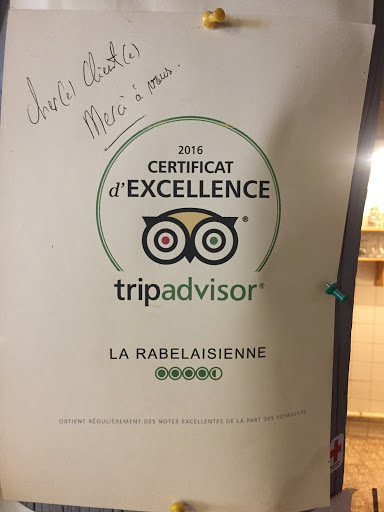 Cher(e) Client(e)
Merci à vous.
2016
CERTIFICAT
d'EXCELLENCE
®
tripadvisor®
LA RABELAISIENNE
OBTIENT RÉGULIÈREMENT DES NOTES EXCELLENTES DE LA PART DES VOYAGEURS